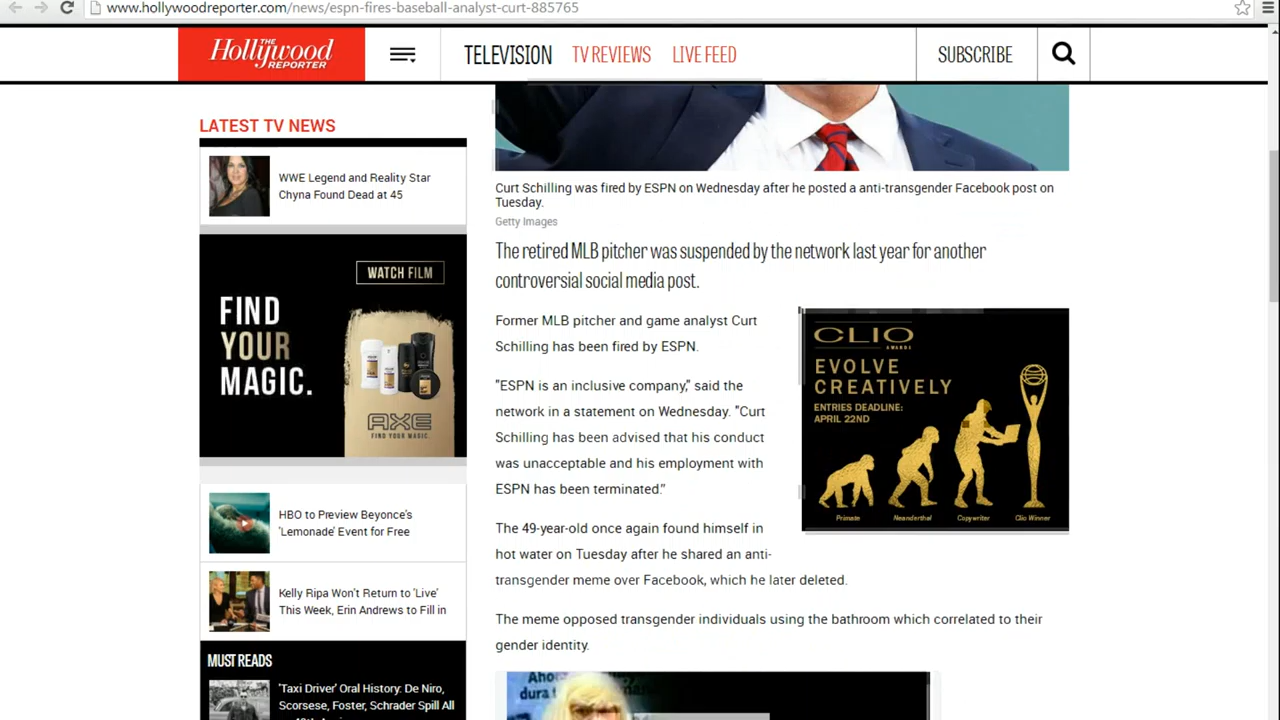 www.hollywoodreporter.com/news/espn-fires-baseball-analyst-curt-885765
THE
Hollywood
REPORTER
TELEVISION
TV REVIEWS
LIVE FEED
SUBSCRIBE
LATEST TV NEWS
WWE Legend and Reality Star
Chyna Found Dead at 45
WATCH FILM
FIND
YOUR
MAGIC.
AXE
FIND YOUR MAGIC.
HBO to Preview Beyonce's
'Lemonade' Event for Free
Kelly Ripa Won't Return to 'Live'
This Week, Erin Andrews to Fill in
MUST READS
'Taxi Driver' Oral History: De Niro,
Scorsese, Foster, Schrader Spill All
Curt Schilling was fired by ESPN on Wednesday after he posted a anti-transgender Facebook post on
Tuesday.
Getty Images
The retired MLB pitcher was suspended by the network last year for another
controversial social media post.
Former MLB pitcher and game analyst Curt
Schilling has been fired by ESPN.
"ESPN is an inclusive company," said the
network in a statement on Wednesday. "Curt
Schilling has been advised that his conduct
was unacceptable and his employment with
ESPN has been terminated."
The 49-year-old once again found himself in
hot water on Tuesday after he shared an anti-
transgender meme over Facebook, which he later deleted.
The meme opposed transgender individuals using the bathroom which correlated to their
gender identity.
CLIO
AWARDS
EVOLVE
CREATIVELY
ENTRIES DEADLINE:
APRIL 22ND
Primate
Neanderthal
Copywriter
Clio Winner
dura